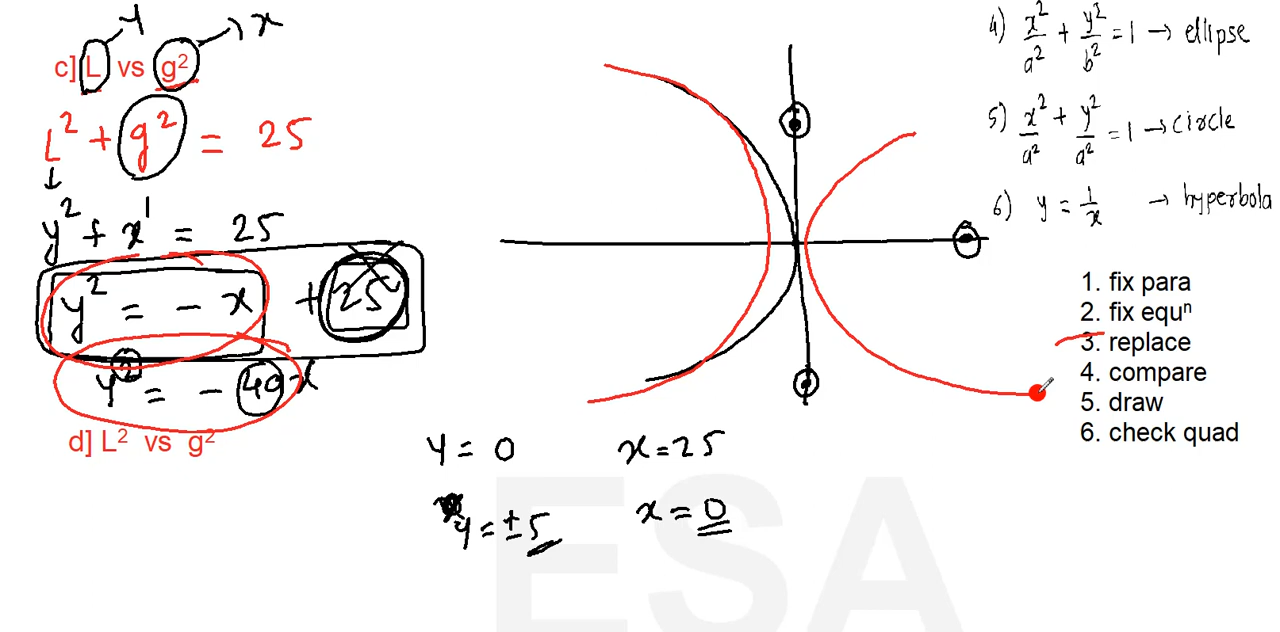 y
x
c] L vs g²
L² + g² = 25
y² + x¹ = 25
y² = - x + 25
y² = - 4a x
d] L² vs g²
y = 0 x = 25
y = ± 5 x = 0
4) x²/a² + y²/b² = 1 → ellipse
5) x²/a² + y²/a² = 1 → circle
6) y = 1/x → hyperbola
1. fix para
2. fix equⁿ
3. replace
4. compare
5. draw
6. check quad
ESA